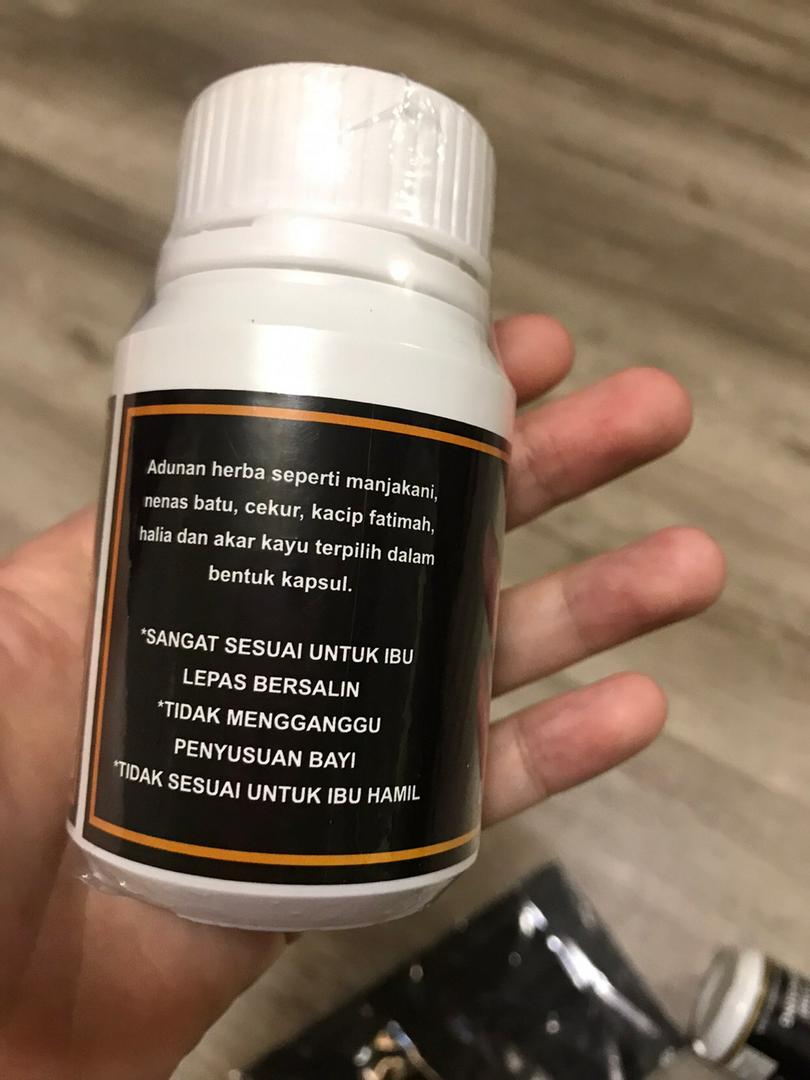 Adunan herba seperti manjakani,
nenas batu, cekur, kacip fatimah,
halia dan akar kayu terpilih dalam
bentuk kapsul.
*SANGAT SESUAI UNTUK IBU
LEPAS BERSALIN
*TIDAK MENGGANGGU
PENYUSUAN BAYI
*TIDAK SESUAI UNTUK IBU HAMIL